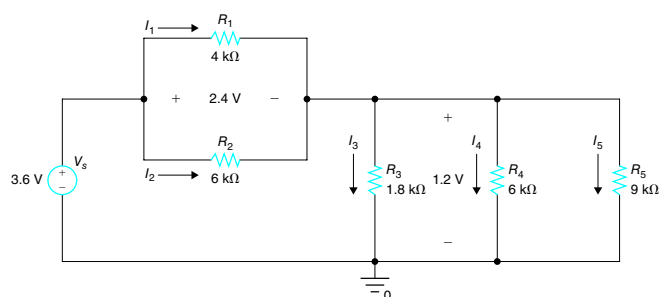 I1 R1
4 kΩ
+ 2.4 V −
R2
I2 6 kΩ
3.6 V + − Vs
I3 R3 1.8 kΩ
+ 1.2 V −
I4 R4 6 kΩ
I5 R5 9 kΩ
0